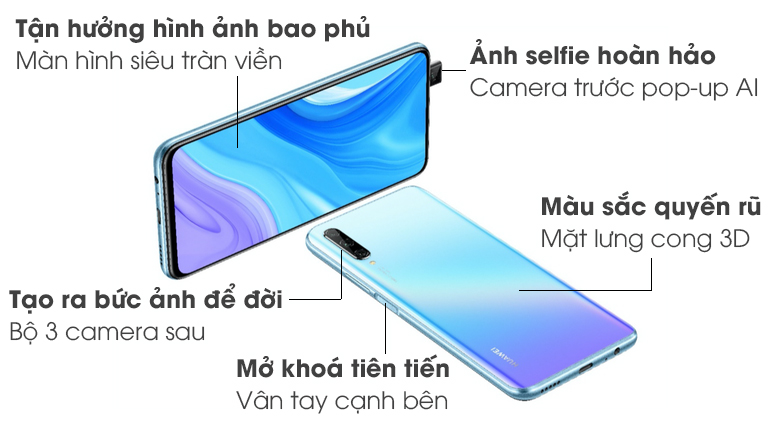 Tận hưởng hình ảnh bao phủ
Màn hình siêu tràn viền
Ảnh selfie hoàn hảo
Camera trước pop-up AI
Màu sắc quyến rũ
Mặt lưng cong 3D
Tạo ra bức ảnh để đời
Bộ 3 camera sau
Mở khoá tiên tiến
Vân tay cạnh bên
HUAWEI